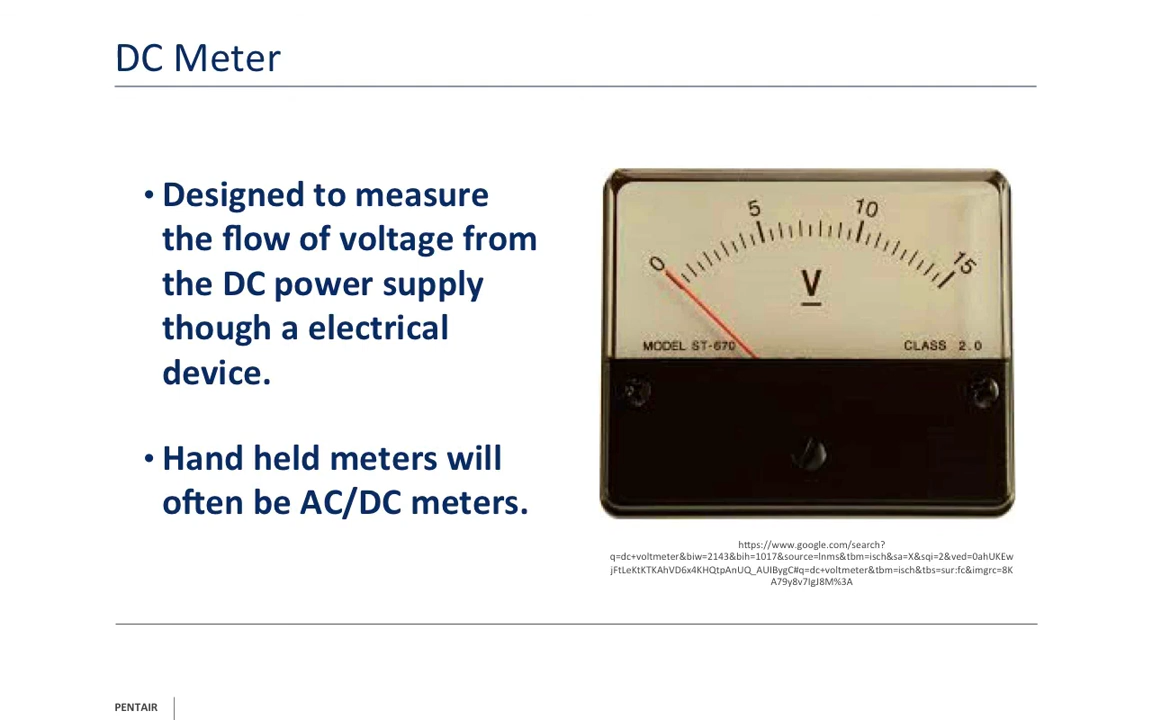 DC Meter
• Designed to measure
the flow of voltage from
the DC power supply
though a electrical
device.
• Hand held meters will
often be AC/DC meters.
0
5
10
15
V
MODEL ST-670
CLASS 2.0
https://www.google.com/search?
q=dc+voltmeter&biw=2143&bih=1017&source=lnms&tbm=isch&sa=X&sqi=2&ved=0ahUKEw
jFtLeKtKTKAhVD6x4KHQtpAnUQ_AUIBygC#q=dc+voltmeter&tbm=isch&tbs=sur:fc&imgrc=8K
A79y8v7IgJ8M%3A
PENTAIR